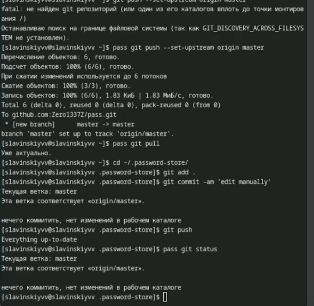 $ git push --set-upstream origin master
fatal: не найден git репозиторий (или один из его каталогов вплоть до точки монтиров
ания /)
Останавливаю поиск на границе файловой системы (так как GIT_DISCOVERY_ACROSS_FILESYS
TEM не установлен).
[slavinskiyvv@slavinskiyvv ~]$ pass git push --set-upstream origin master
Перечисление объектов: 6, готово.
Подсчет объектов: 100% (6/6), готово.
При сжатии изменений используется до 6 потоков
Сжатие объектов: 100% (3/3), готово.
Запись объектов: 100% (6/6), 1.83 КиБ | 1.83 МиБ/с, готово.
Total 6 (delta 0), reused 0 (delta 0), pack-reused 0 (from 0)
To github.com:Zero1337Z/pass.git
 * [new branch]      master -> master
branch 'master' set up to track 'origin/master'.
[slavinskiyvv@slavinskiyvv ~]$ pass git pull
Уже актуально.
[slavinskiyvv@slavinskiyvv ~]$ cd ~/.password-store/
[slavinskiyvv@slavinskiyvv .password-store]$ git add .
[slavinskiyvv@slavinskiyvv .password-store]$ git commit -am 'edit manually'
Текущая ветка: master
Эта ветка соответствует «origin/master».
нечего коммитить, нет изменений в рабочем каталоге
[slavinskiyvv@slavinskiyvv .password-store]$ git push
Everything up-to-date
[slavinskiyvv@slavinskiyvv .password-store]$ pass git status
Текущая ветка: master
Эта ветка соответствует «origin/master».
нечего коммитить, нет изменений в рабочем каталоге
[slavinskiyvv@slavinskiyvv .password-store]$